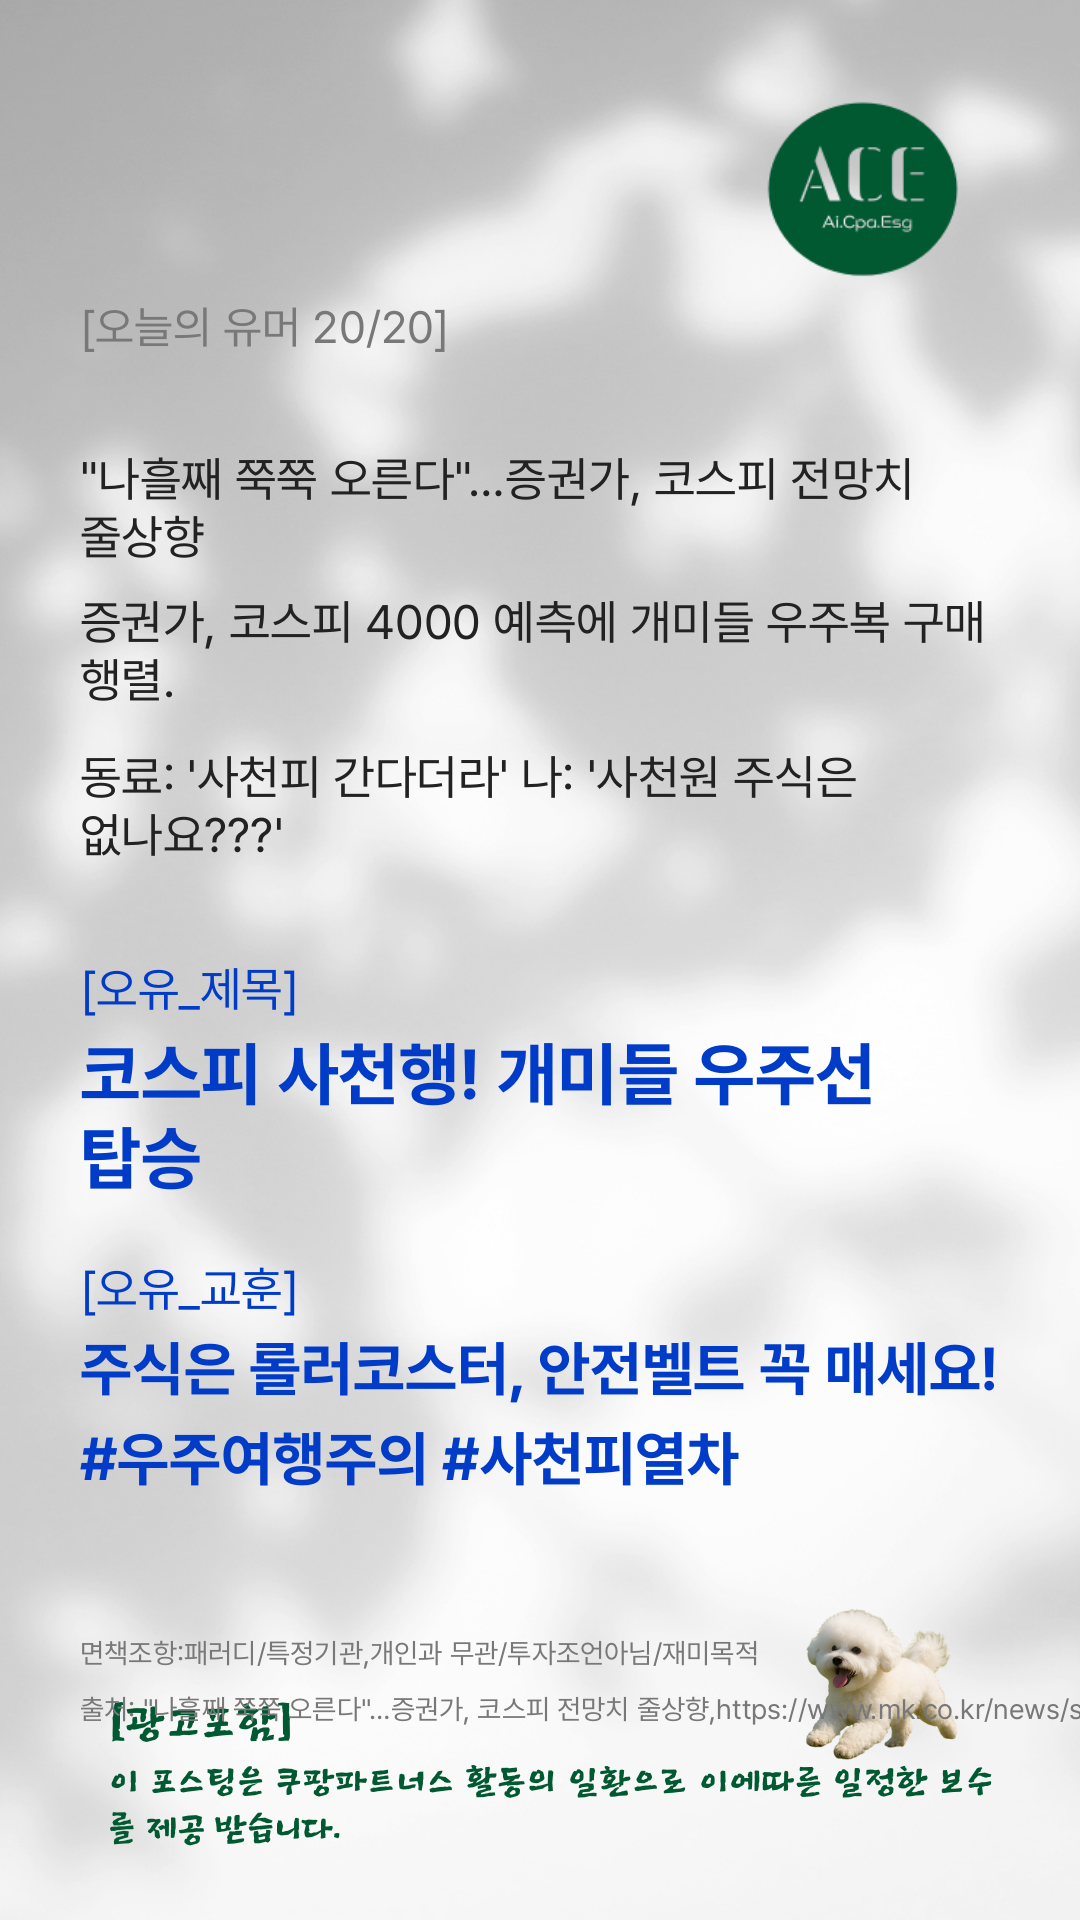 ACE
Ai.Cpa.Esg
[오늘의 유머 20/20]
"나흘째 쭉쭉 오른다"...증권가, 코스피 전망치
줄상향
증권가, 코스피 4000 예측에 개미들 우주복 구매
행렬.
동료: '사천피 간다더라' 나: '사천원 주식은
없나요???'
[오유_제목]
코스피 사천행! 개미들 우주선
탑승
[오유_교훈]
주식은 롤러코스터, 안전벨트 꼭 매세요!
#우주여행주의 #사천피열차
면책조항:패러디/특정기관,개인과 무관/투자조언아님/재미목적
출처: "나흘째 쭉쭉 오른다"...증권가, 코스피 전망치 줄상향,https://www.mk.co.kr/news/s
[광고포함]
이 포스팅은 쿠팡파트너스 활동의 일환으로 이에따른 일정한 보수
를 제공 받습니다.